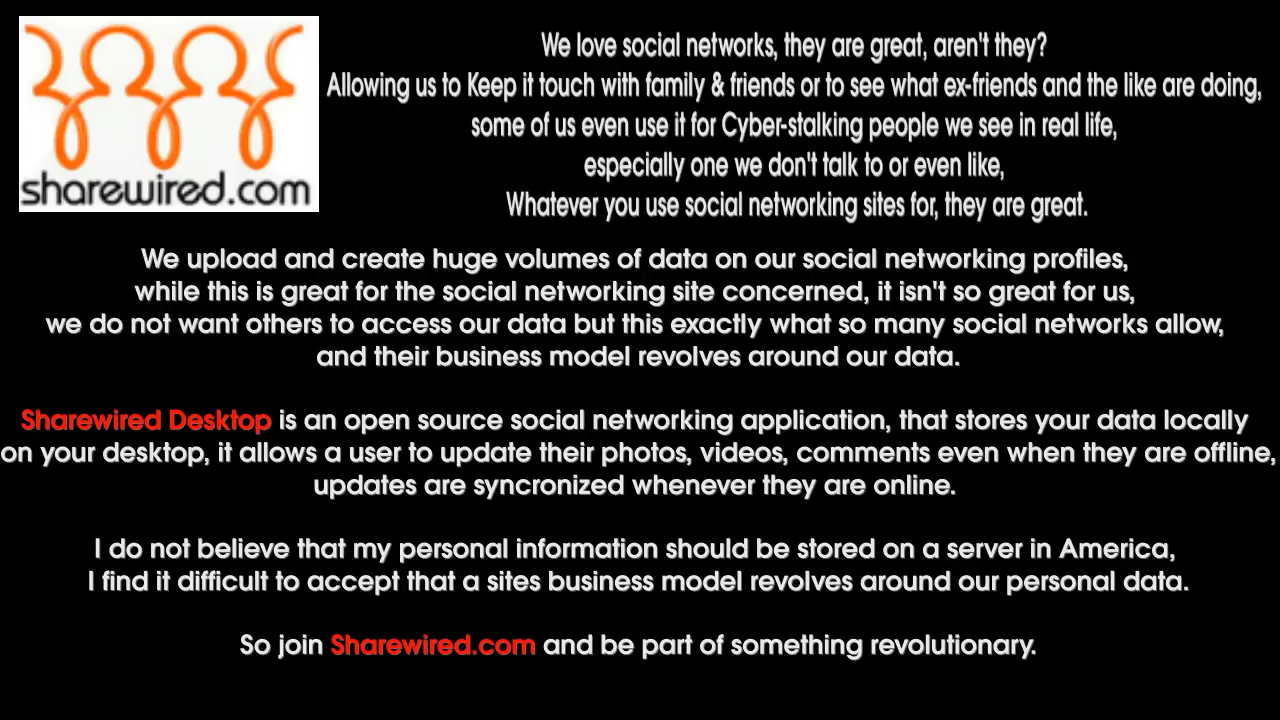 sharewired.com
We love social networks, they are great, aren't they?
Allowing us to Keep it touch with family & friends or to see what ex-friends and the like are doing,
some of us even use it for Cyber-stalking people we see in real life,
especially one we don't talk to or even like,
Whatever you use social networking sites for, they are great.
We upload and create huge volumes of data on our social networking profiles,
while this is great for the social networking site concerned, it isn't so great for us,
we do not want others to access our data but this exactly what so many social networks allow,
and their business model revolves around our data.
Sharewired Desktop is an open source social networking application, that stores your data locally
on your desktop, it allows a user to update their photos, videos, comments even when they are offline,
updates are syncronized whenever they are online.
I do not believe that my personal information should be stored on a server in America,
I find it difficult to accept that a sites business model revolves around our personal data.
So join Sharewired.com and be part of something revolutionary.